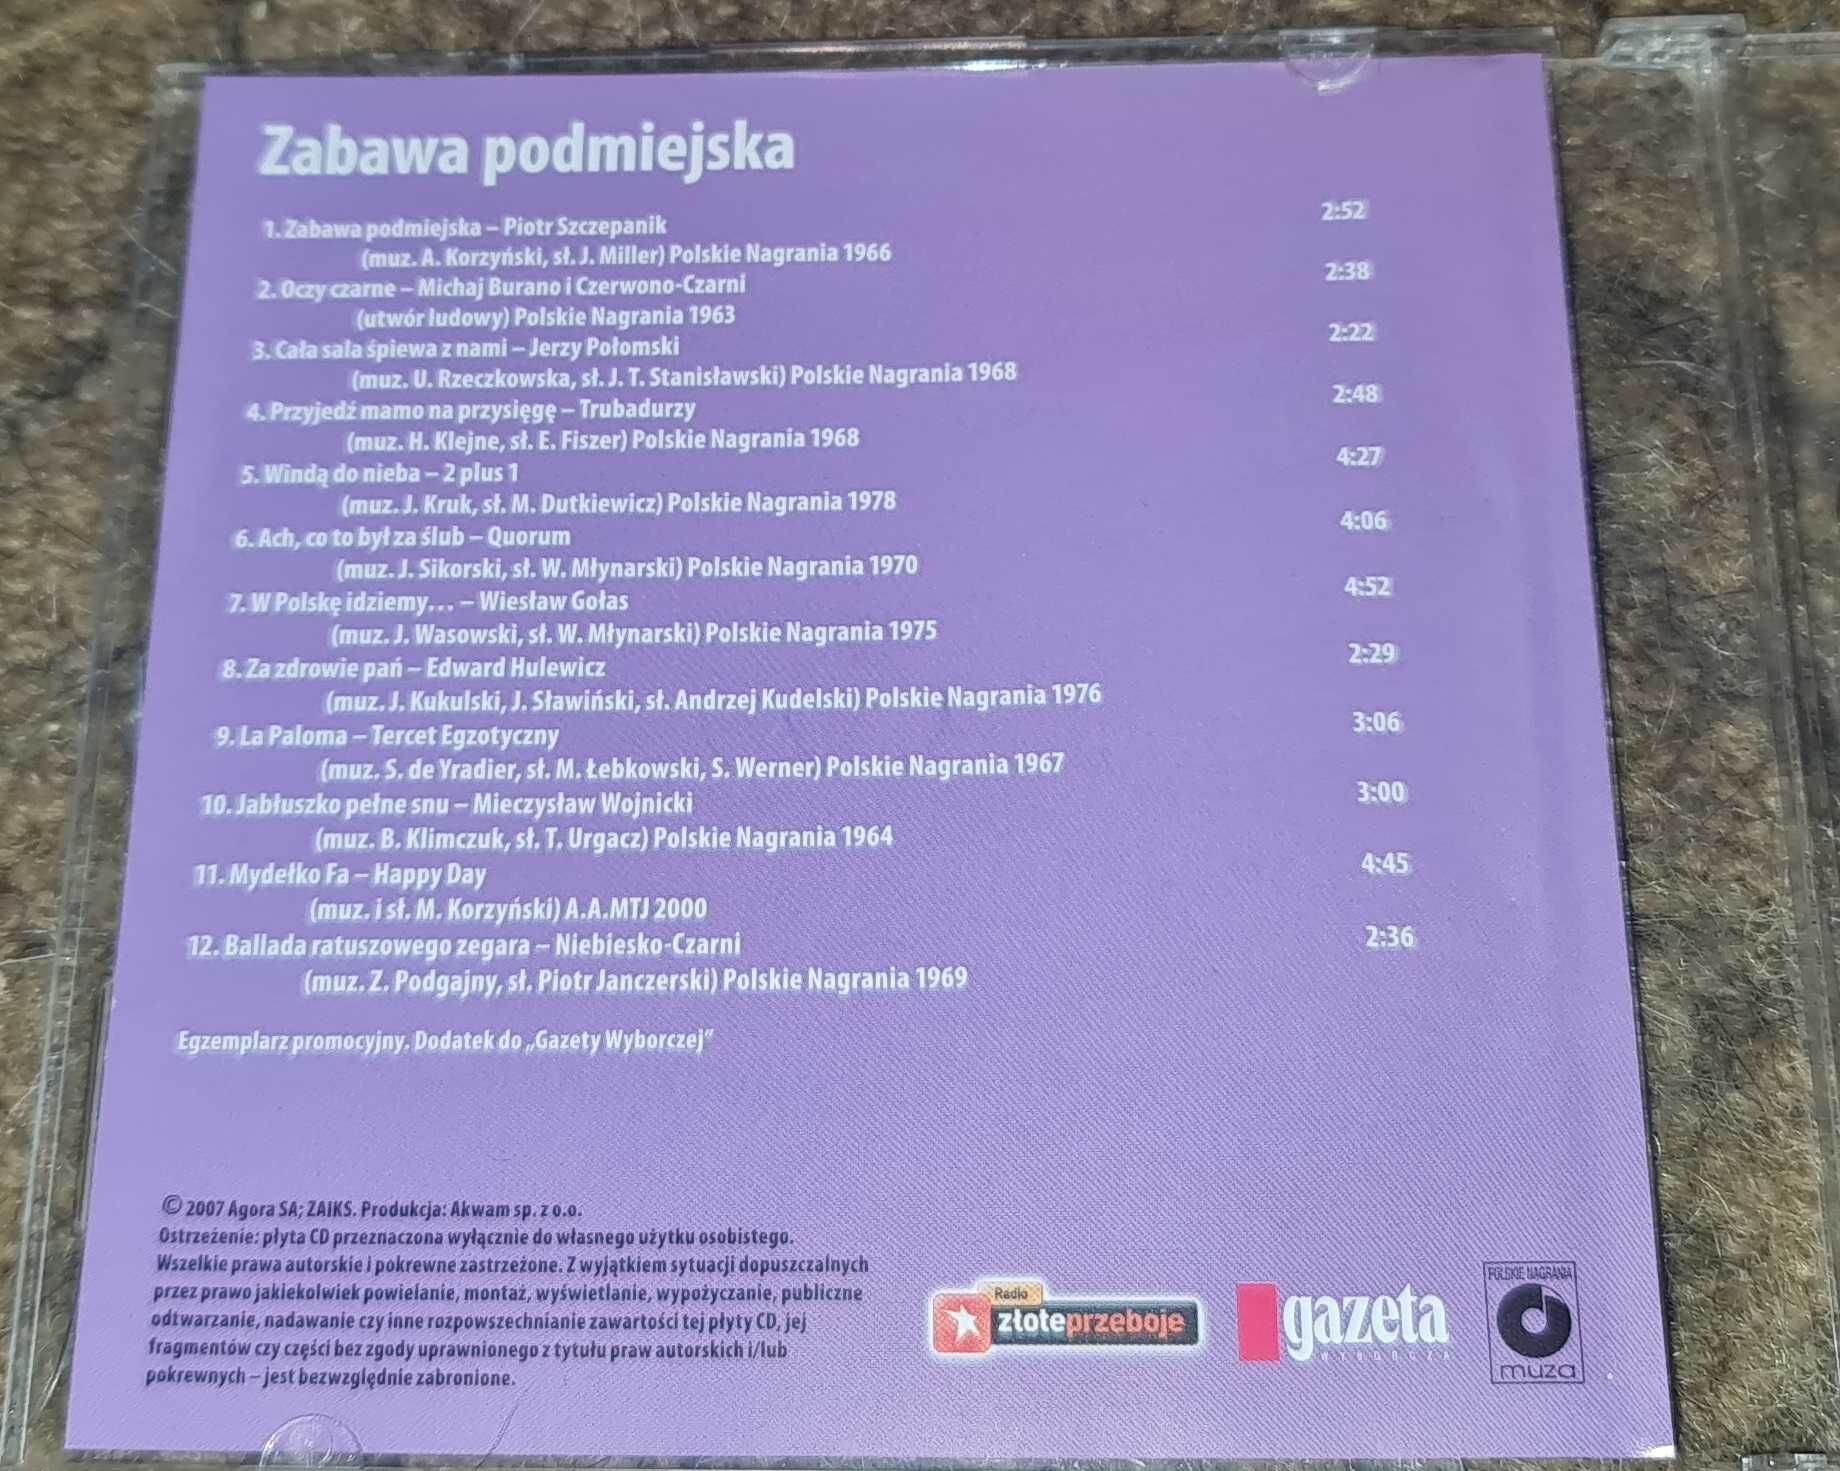 Zabawa podmiejska
1. Zabawa podmiejska – Piotr Szczepanik 2:52
(muz. A. Korzyński, sł. J. Miller) Polskie Nagrania 1966
2. Oczy czarne – Michaj Burano i Czerwono-Czarni 2:38
(utwór ludowy) Polskie Nagrania 1963
3. Cała sala śpiewa z nami – Jerzy Połomski 2:22
(muz. U. Rzeczkowska, sł. J. T. Stanisławski) Polskie Nagrania 1968
4. Przyjedź mamo na przysięgę – Trubadurzy 2:48
(muz. H. Klejne, sł. E. Fiszer) Polskie Nagrania 1968
5. Windą do nieba – 2 plus 1 4:27
(muz. J. Kruk, sł. M. Dutkiewicz) Polskie Nagrania 1978
6. Ach, co to był za ślub – Quorum 4:06
(muz. J. Sikorski, sł. W. Młynarski) Polskie Nagrania 1970
7. W Polskę idziemy... – Wiesław Gołas 4:52
(muz. J. Wasowski, sł. W. Młynarski) Polskie Nagrania 1975
8. Za zdrowie pań – Edward Hulewicz 2:29
(muz. J. Kukulski, J. Sławiński, sł. Andrzej Kudelski) Polskie Nagrania 1976
9. La Paloma – Tercet Egzotyczny 3:06
(muz. S. de Yradier, sł. M. Łebkowski, S. Werner) Polskie Nagrania 1967
10. Jabłuszko pełne snu – Mieczysław Wojnicki 3:00
(muz. B. Klimczuk, sł. T. Urgacz) Polskie Nagrania 1964
11. Mydełko Fa – Happy Day 4:45
(muz. i sł. M. Korzyński) A.A.MTJ 2000
12. Ballada ratuszowego zegara – Niebiesko-Czarni 2:36
(muz. Z. Podgajny, sł. Piotr Janczerski) Polskie Nagrania 1969
Egzemplarz promocyjny. Dodatek do „Gazety Wyborczej”
© 2007 Agora SA; ZAIKS. Produkcja: Akwam sp. z o.o.
Ostrzeżenie: płyta CD przeznaczona wyłącznie do własnego użytku osobistego.
Wszelkie prawa autorskie i pokrewne zastrzeżone. Z wyjątkiem sytuacji dopuszczalnych
przez prawo jakiekolwiek powielanie, montaż, wyświetlanie, wypożyczanie, publiczne
odtwarzanie, nadawanie czy inne rozpowszechnianie zawartości tej płyty CD, jej
fragmentów czy części bez zgody uprawnionego z tytułu praw autorskich i/lub
pokrewnych – jest bezwzględnie zabronione.
Radio
złoteprzeboje
gazeta
WYBORCZA
POLSKIE NAGRANIA
muza